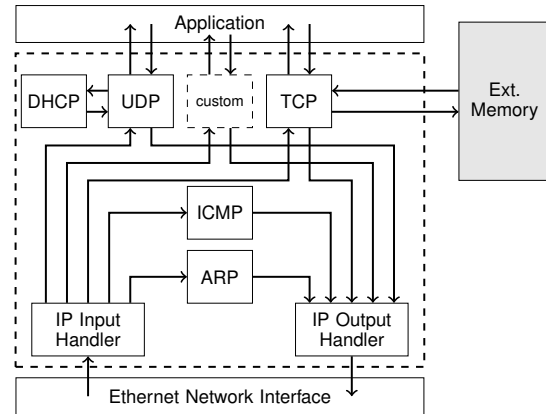 Application
DHCP
UDP
custom
TCP
Ext.
Memory
ICMP
ARP
IP Input
Handler
IP Output
Handler
Ethernet Network Interface